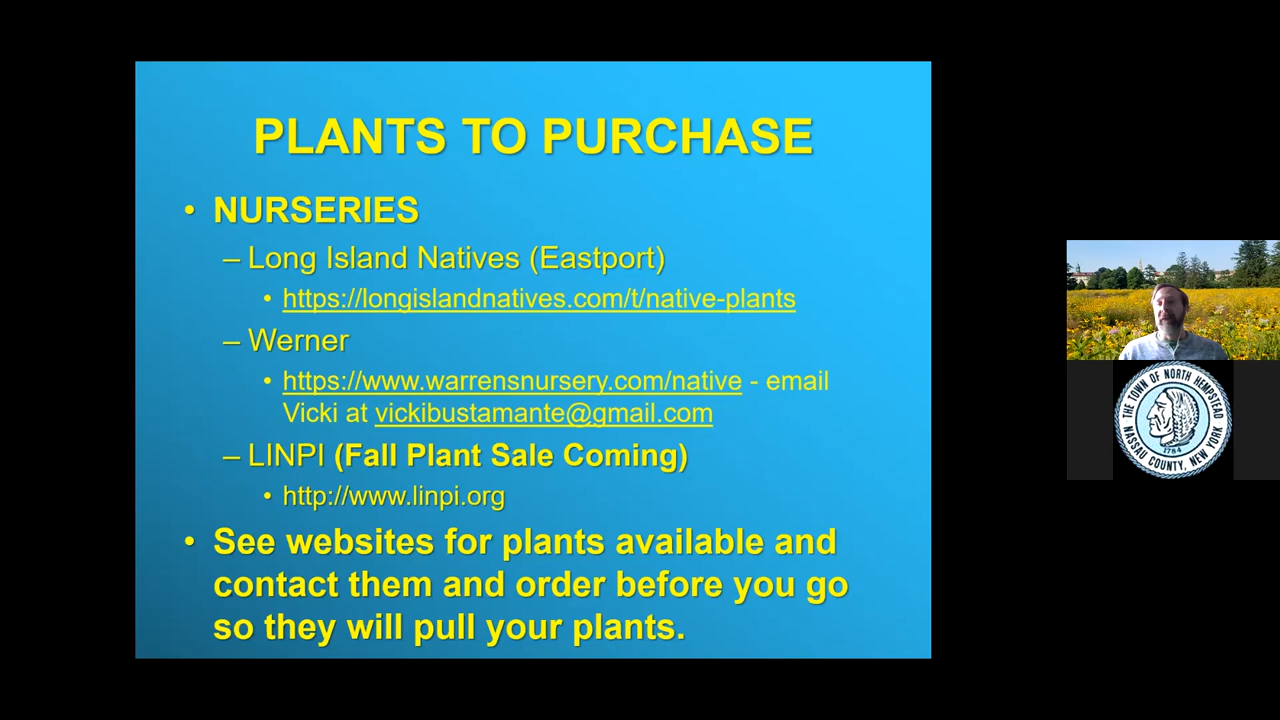 PLANTS TO PURCHASE
• NURSERIES
– Long Island Natives (Eastport)
• https://longislandnatives.com/t/native-plants
– Werner
• https://www.warrensnursery.com/native - email
Vicki at vickibustamante@gmail.com
– LINPI (Fall Plant Sale Coming)
• http://www.linpi.org
• See websites for plants available and
contact them and order before you go
so they will pull your plants.
THE TOWN OF NORTH HEMPSTEAD
NASSAU COUNTY, NEW YORK
1784